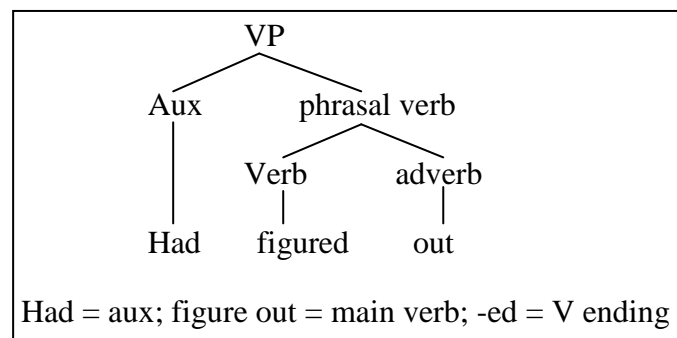 VP
Aux phrasal verb
Verb adverb
Had figured out
Had = aux; figure out = main verb; -ed = V ending